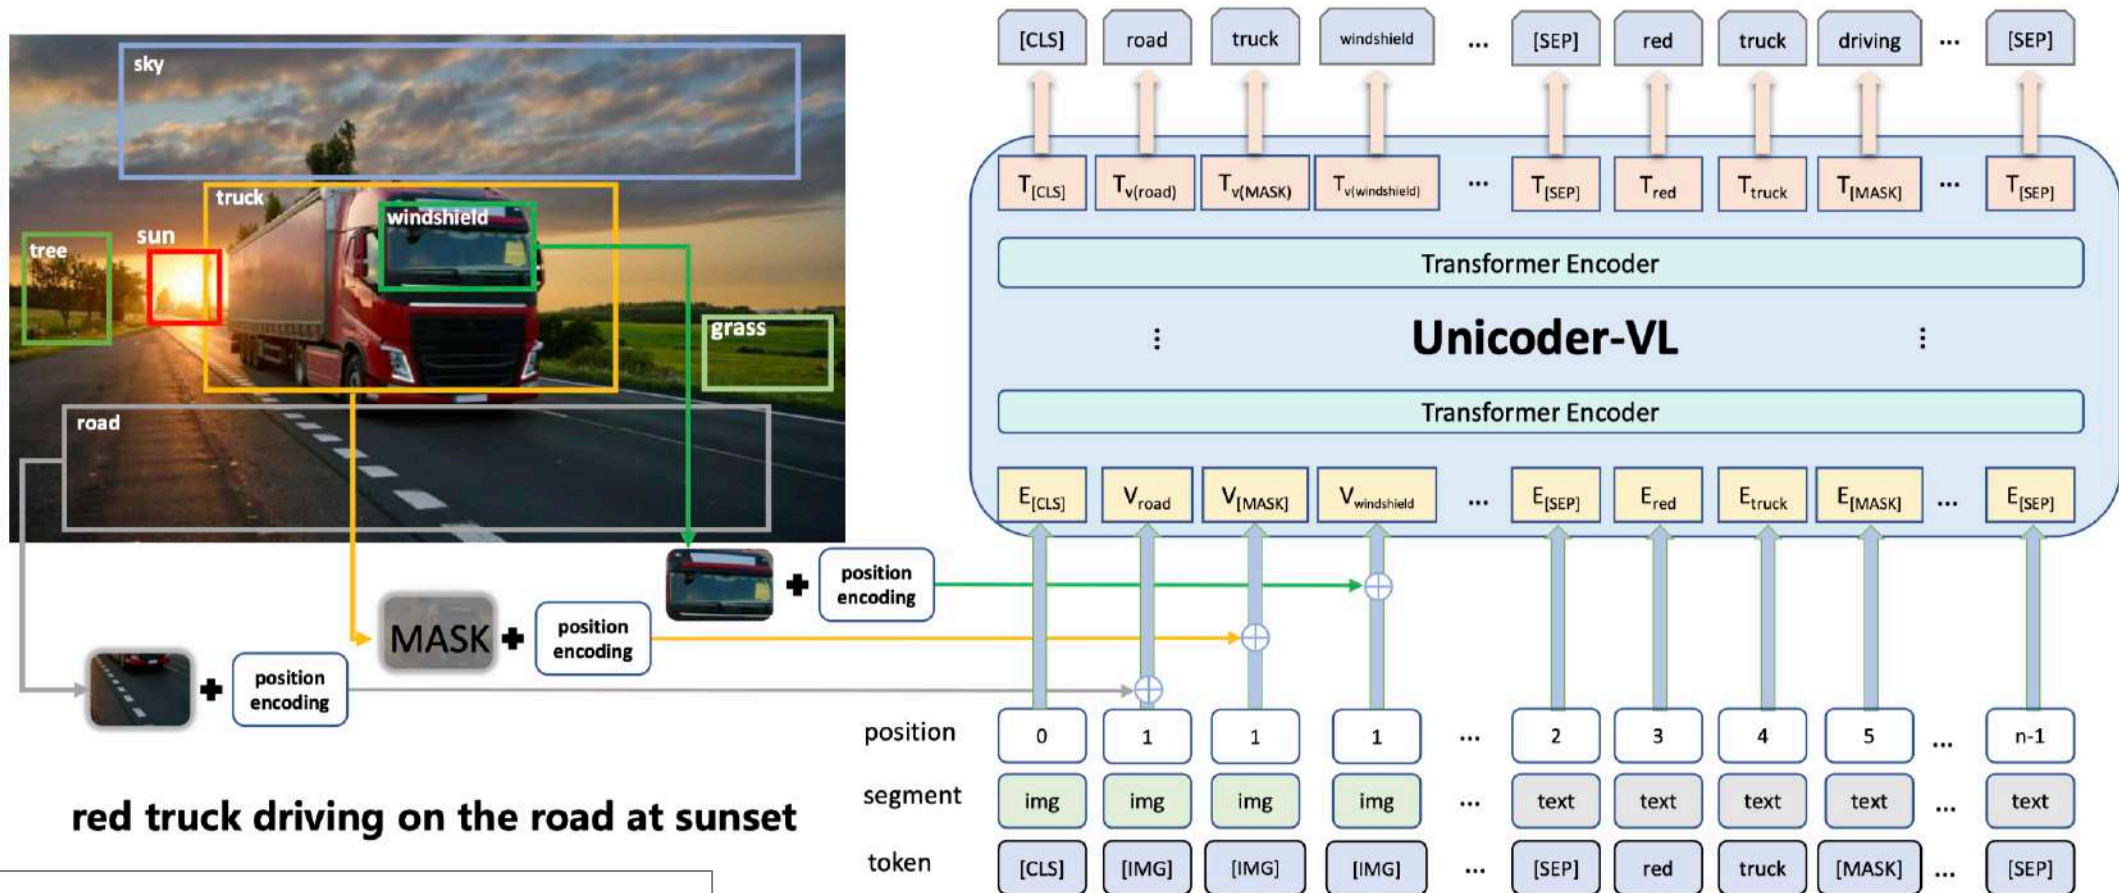 sky
truck
windshield
sun
tree
grass
road
MASK
position
encoding
position
encoding
position
encoding
red truck driving on the road at sunset
[CLS] road truck windshield ... [SEP] red truck driving ... [SEP]
T[CLS] Tv(road) Tv(MASK) Tv(windshield) ... T[SEP] Tred Ttruck T[MASK] ... T[SEP]
Transformer Encoder
Unicoder-VL
Transformer Encoder
E[CLS] Vroad V[MASK] Vwindshield ... E[SEP] Ered Etruck E[MASK] ... E[SEP]
position 0 1 1 1 ... 2 3 4 5 ... n-1
segment img img img img ... text text text text ... text
token [CLS] [IMG] [IMG] [IMG] ... [SEP] red truck [MASK] ... [SEP]